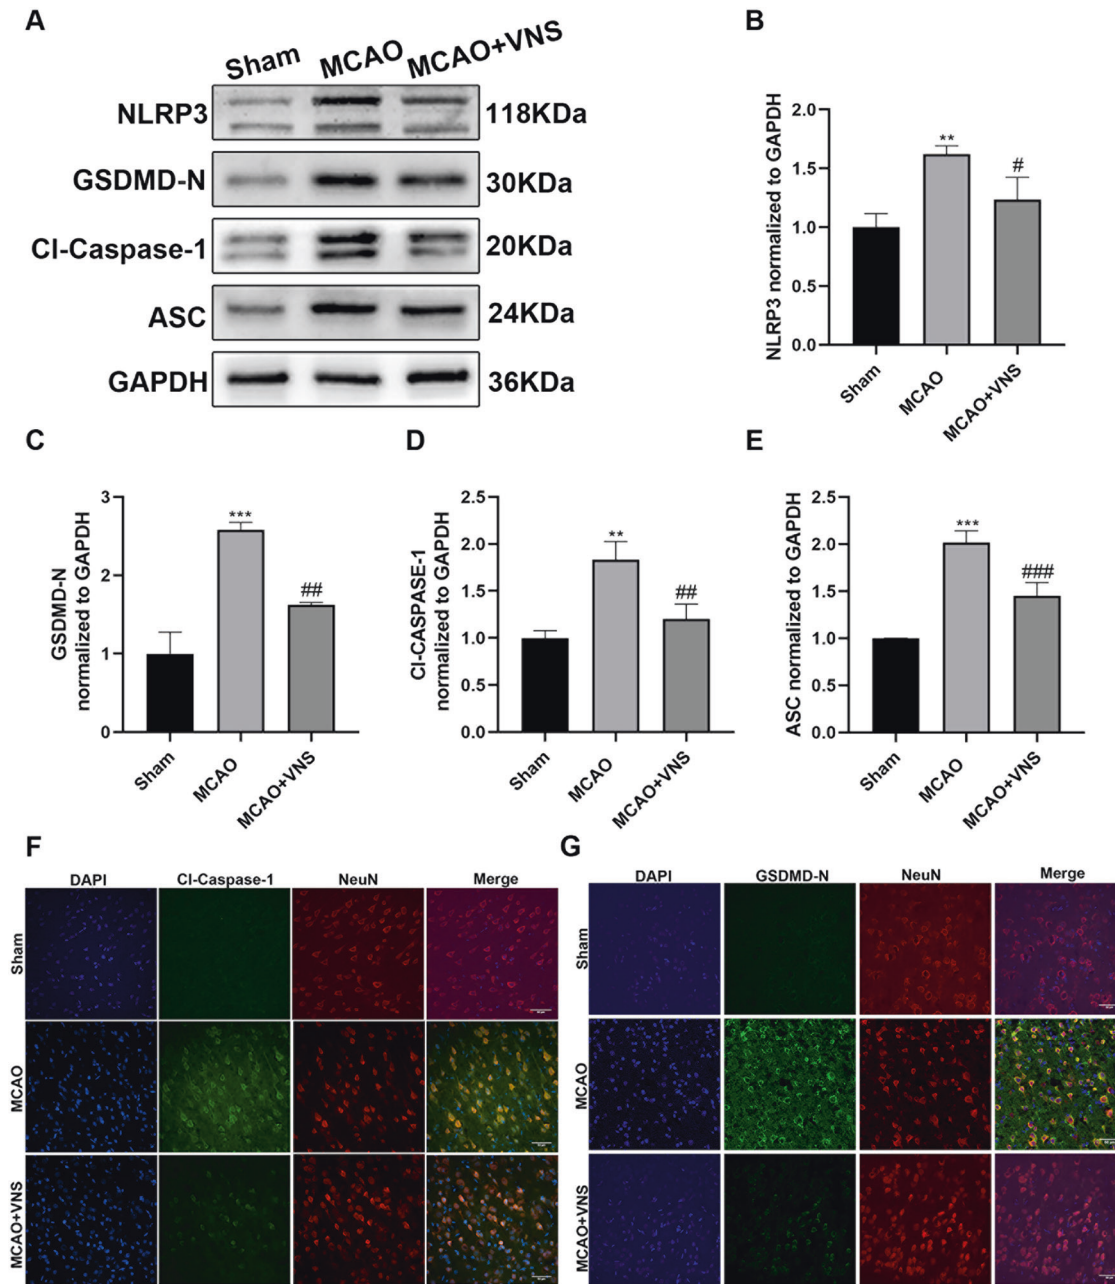 A
Sham MCAO MCAO+VNS
NLRP3 118KDa
GSDMD-N 30KDa
Cl-Caspase-1 20KDa
ASC 24KDa
GAPDH 36KDa
B
NLRP3 normalized to GAPDH
2.0
1.5
1.0
0.5
0.0
**
#
Sham
MCAO
MCAO+VNS
C
GSDMD-N
normalized to GAPDH
3
2
1
0
***
##
Sham
MCAO
MCAO+VNS
D
Cl-CASPASE-1
normalized to GAPDH
2.5
2.0
1.5
1.0
0.5
0.0
**
##
Sham
MCAO
MCAO+VNS
E
ASC normalized to GAPDH
2.5
2.0
1.5
1.0
0.5
0.0
***
###
Sham
MCAO
MCAO+VNS
F
DAPI Cl-Caspase-1 NeuN Merge
Sham
MCAO
MCAO+VNS
G
DAPI GSDMD-N NeuN Merge
Sham
MCAO
MCAO+VNS